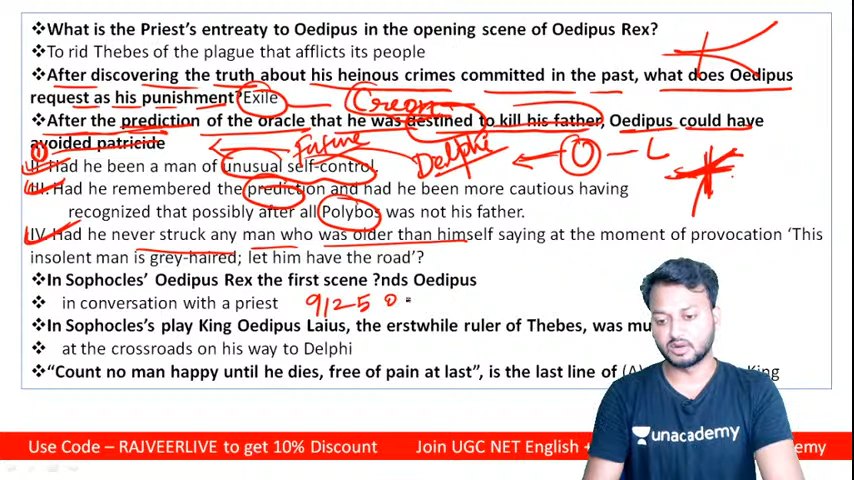 ❖What is the Priest's entreaty to Oedipus in the opening scene of Oedipus Rex?
❖To rid Thebes of the plague that afflicts its people
❖After discovering the truth about his heinous crimes committed in the past, what does Oedipus
request as his punishment? Exile
Creon
❖After the prediction of the oracle that he was destined to kill his father, Oedipus could have
avoided patricide
Future
Delphi
II. Had he been a man of unusual self-control.
III. Had he remembered the prediction and had he been more cautious having
recognized that possibly after all Polybos was not his father.
IV. Had he never struck any man who was older than himself saying at the moment of provocation 'This
insolent man is grey-haired; let him have the road'?
❖In Sophocles' Oedipus Rex the first scene ?nds Oedipus
❖ in conversation with a priest
9125 0
❖In Sophocles's play King Oedipus Laius, the erstwhile ruler of Thebes, was
❖ at the crossroads on his way to Delphi
❖"Count no man happy until he dies, free of pain at last", is the last line of (A) King
unacademy
Use Code – RAJVEERLIVE to get 10% Discount Join UGC NET English +